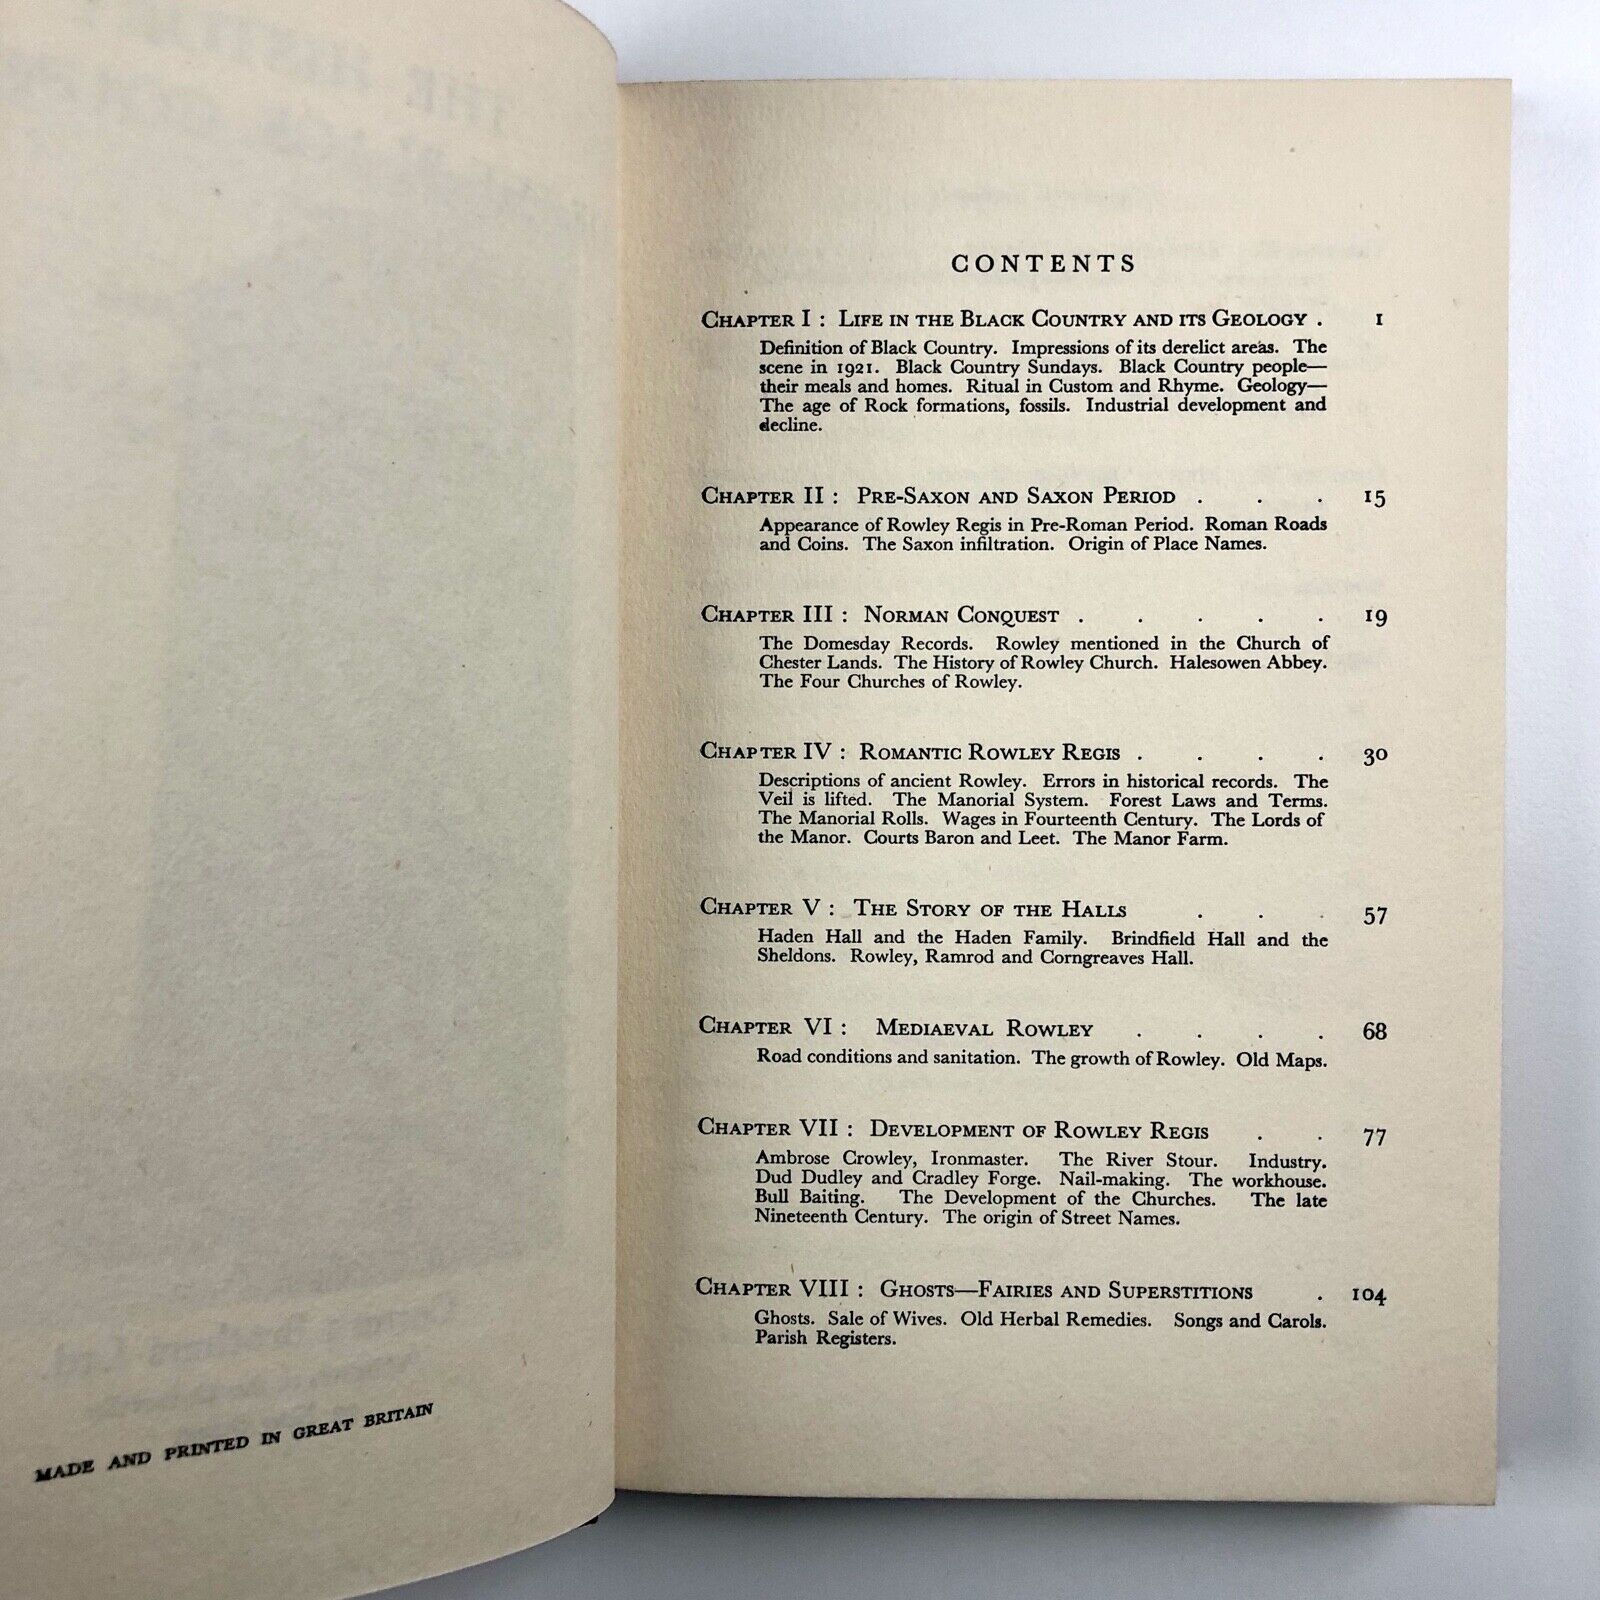 MADE AND PRINTED IN GREAT BRITAIN
CONTENTS
CHAPTER I : LIFE IN THE BLACK COUNTRY AND ITS GEOLOGY . 1
Definition of Black Country. Impressions of its derelict areas. The
scene in 1921. Black Country Sundays. Black Country people—
their meals and homes. Ritual in Custom and Rhyme. Geology—
The age of Rock formations, fossils. Industrial development and
decline.
CHAPTER II : PRE-SAXON AND SAXON PERIOD . . . 15
Appearance of Rowley Regis in Pre-Roman Period. Roman Roads
and Coins. The Saxon infiltration. Origin of Place Names.
CHAPTER III : NORMAN CONQUEST . . . . . 19
The Domesday Records. Rowley mentioned in the Church of
Chester Lands. The History of Rowley Church. Halesowen Abbey.
The Four Churches of Rowley.
CHAPTER IV : ROMANTIC ROWLEY REGIS . . . . 30
Descriptions of ancient Rowley. Errors in historical records. The
Veil is lifted. The Manorial System. Forest Laws and Terms.
The Manorial Rolls. Wages in Fourteenth Century. The Lords of
the Manor. Courts Baron and Leet. The Manor Farm.
CHAPTER V : THE STORY OF THE HALLS . . . 57
Haden Hall and the Haden Family. Brindfield Hall and the
Sheldons. Rowley, Ramrod and Corngreaves Hall.
CHAPTER VI : MEDIAEVAL ROWLEY . . . . 68
Road conditions and sanitation. The growth of Rowley. Old Maps.
CHAPTER VII : DEVELOPMENT OF ROWLEY REGIS . . 77
Ambrose Crowley, Ironmaster. The River Stour. Industry.
Dud Dudley and Cradley Forge. Nail-making. The workhouse.
Bull Baiting. The Development of the Churches. The late
Nineteenth Century. The origin of Street Names.
CHAPTER VIII : GHOSTS—FAIRIES AND SUPERSTITIONS . 104
Ghosts. Sale of Wives. Old Herbal Remedies. Songs and Carols.
Parish Registers.